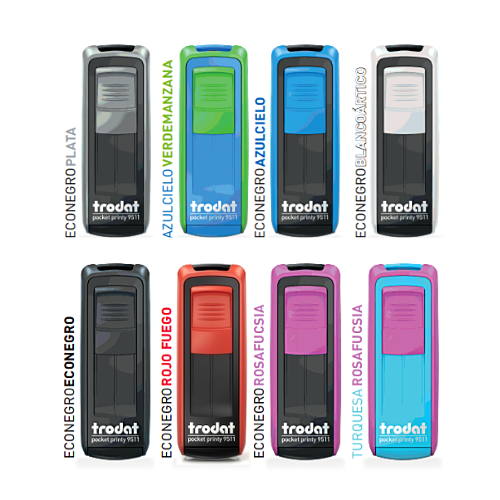 ECONEGROPLATA
trodat
pocket printy 9511
AZULCIELOVERDEMANZANA
trodat
pocket printy 9511
ECONEGROAZULCIELO
trodat
pocket printy 9511
ECONEGROBLANCOÁRTICO
trodat
pocket printy 9511
ECONEGROECONEGRO
trodat
pocket printy 9511
ECONEGROROJO FUEGO
trodat
pocket printy 9511
ECONEGROROSAFUCSIA
trodat
pocket printy 9511
TURQUESA ROSAFUCSIA
trodat
pocket printy 9511